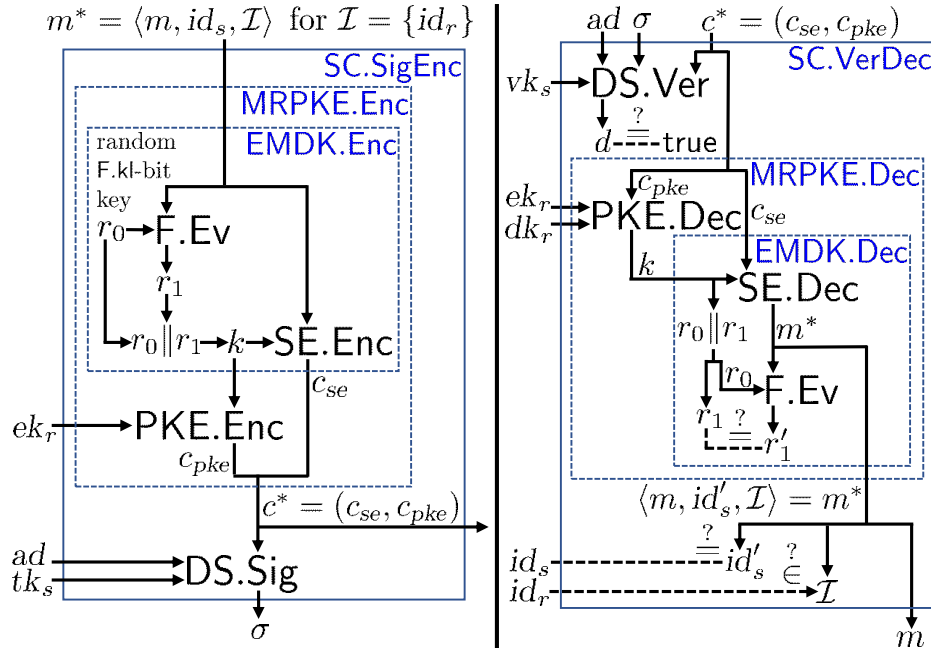 m* = ⟨m, id_s, 𝓘⟩ for 𝓘 = {id_r}
SC.SigEnc
MRPKE.Enc
EMDK.Enc
random
F.kl-bit
key
r_0
F.Ev
r_1
r_0 ∥ r_1
k
SE.Enc
c_se
ek_r
PKE.Enc
c_pke
c* = (c_se, c_pke)
ad
tk_s
DS.Sig
σ
ad σ c* = (c_se, c_pke)
SC.VerDec
vk_s
DS.Ver
d ≟ true
MRPKE.Dec
c_pke
ek_r
dk_r
PKE.Dec
c_se
EMDK.Dec
k
SE.Dec
r_0 ∥ r_1
m*
r_0
F.Ev
r_1 ≟ r'_1
⟨m, id'_s, 𝓘⟩ = m*
id_s ≟ id'_s
id_r ?∈ 𝓘
m